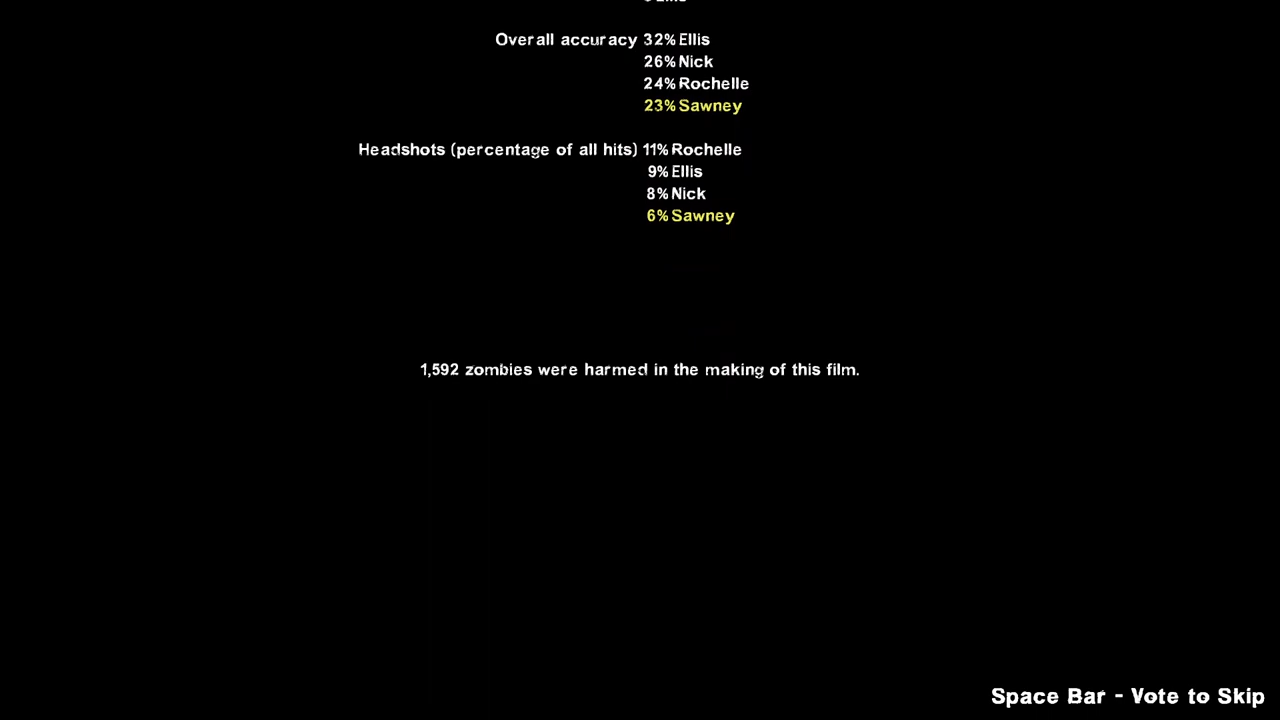 Overall accuracy 32% Ellis
26% Nick
24% Rochelle
23% Sawney
Headshots (percentage of all hits) 11% Rochelle
9% Ellis
8% Nick
6% Sawney
1,592 zombies were harmed in the making of this film.
Space Bar - Vote to Skip